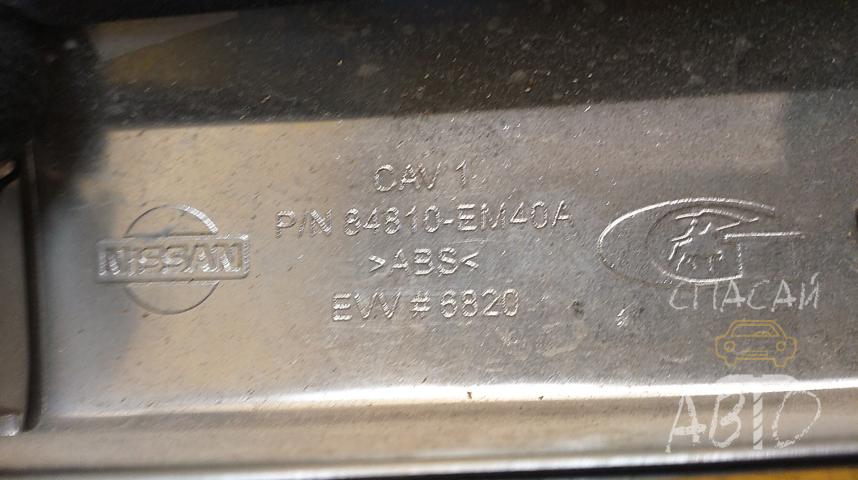 CAV 1
P/N 84810-EM40A
NISSAN
>ABS<
EVV # 6820
СПАСАЙ
АВТО